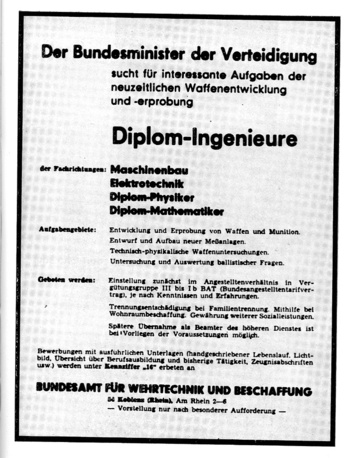 Der Bundesminister der Verteidigung
sucht für interessante Aufgaben der
neuzeitlichen Waffenentwicklung
und -erprobung
Diplom-Ingenieure
der Fachrichtungen: Maschinenbau
Elektrotechnik
Diplom-Physiker
Diplom-Mathematiker
Aufgabengebiete: Entwicklung und Erprobung von Waffen und Munition.
Entwurf und Aufbau neuer Meßanlagen.
Technisch-physikalische Waffenuntersuchungen.
Untersuchung und Auswertung ballistischer Fragen.
Geboten werden: Einstellung zunächst im Angestelltenverhältnis in Ver-
gütungsgruppe III bis I b BAT (Bundesangestelltentarifver-
trag), je nach Kenntnissen und Erfahrungen.
Trennungsentschädigung bei Familientrennung. Mithilfe bei
Wohnraumbeschaffung. Gewährung weiterer Sozialleistungen.
Spätere Übernahme als Beamter des höheren Dienstes ist
bei Vorliegen der Voraussetzungen möglich.
Bewerbungen mit ausführlichen Unterlagen (handgeschriebener Lebenslauf, Licht-
bild, Übersicht über Berufsausbildung und bisherige Tätigkeit, Zeugnisabschriften
usw.) werden unter Kennziffer „16" erbeten an
BUNDESAMT FÜR WEHRTECHNIK UND BESCHAFFUNG
54 Koblenz (Rhein), Am Rhein 2—6
— Vorstellung nur nach besonderer Aufforderung —